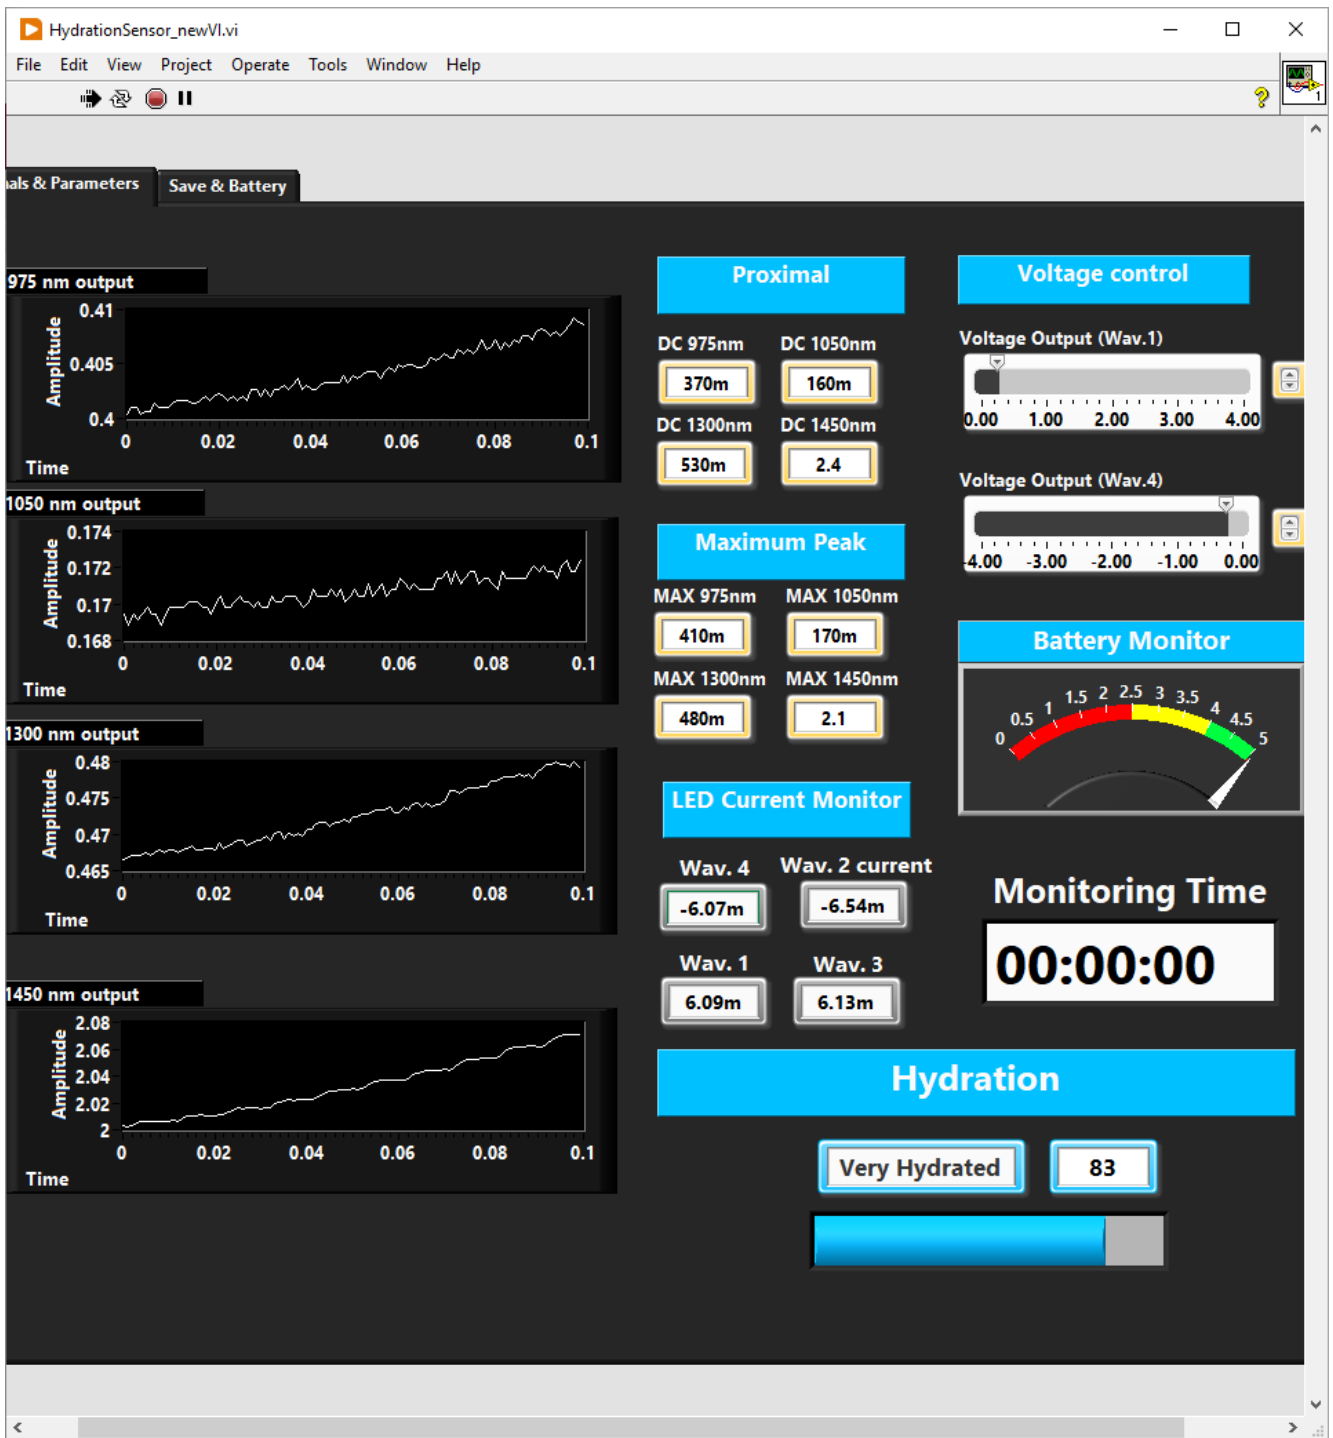 HydrationSensor_newVI.vi
File Edit View Project Operate Tools Window Help
1
als & Parameters
Save & Battery
975 nm output
Amplitude
0.41
0.405
0.4
0 0.02 0.04 0.06 0.08 0.1
Time
1050 nm output
Amplitude
0.174
0.172
0.17
0.168
0 0.02 0.04 0.06 0.08 0.1
Time
1300 nm output
Amplitude
0.48
0.475
0.47
0.465
0 0.02 0.04 0.06 0.08 0.1
Time
1450 nm output
Amplitude
2.08
2.06
2.04
2.02
2
0 0.02 0.04 0.06 0.08 0.1
Time
Proximal
DC 975nm DC 1050nm
370m 160m
DC 1300nm DC 1450nm
530m 2.4
Maximum Peak
MAX 975nm MAX 1050nm
410m 170m
MAX 1300nm MAX 1450nm
480m 2.1
LED Current Monitor
Wav. 4 Wav. 2 current
-6.07m -6.54m
Wav. 1 Wav. 3
6.09m 6.13m
Voltage control
Voltage Output (Wav.1)
0.00 1.00 2.00 3.00 4.00
Voltage Output (Wav.4)
-4.00 -3.00 -2.00 -1.00 0.00
Battery Monitor
0 0.5 1 1.5 2 2.5 3 3.5 4 4.5 5
Monitoring Time
00:00:00
Hydration
Very Hydrated 83